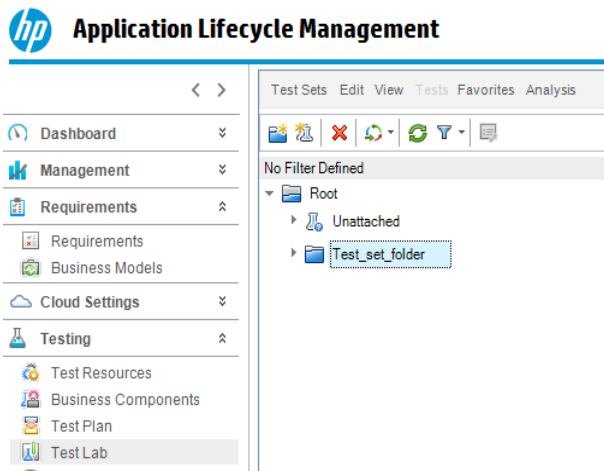 hp Application Lifecycle Management
Test Sets Edit View Tests Favorites Analysis
Dashboard
Management
Requirements
Requirements
Business Models
Cloud Settings
Testing
Test Resources
Business Components
Test Plan
Test Lab
No Filter Defined
Root
Unattached
Test_set_folder